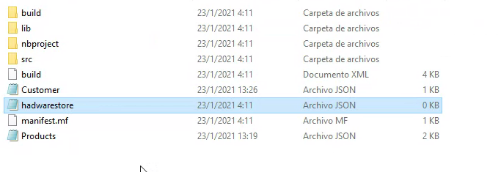 build 23/1/2021 4:11 Carpeta de archivos
lib 23/1/2021 4:11 Carpeta de archivos
nbproject 23/1/2021 4:11 Carpeta de archivos
src 23/1/2021 4:11 Carpeta de archivos
build 23/1/2021 4:11 Documento XML 4 KB
Customer 23/1/2021 13:26 Archivo JSON 1 KB
hadwarestore 23/1/2021 4:11 Archivo JSON 0 KB
manifest.mf 23/1/2021 4:11 Archivo MF 1 KB
Products 23/1/2021 13:19 Archivo JSON 2 KB